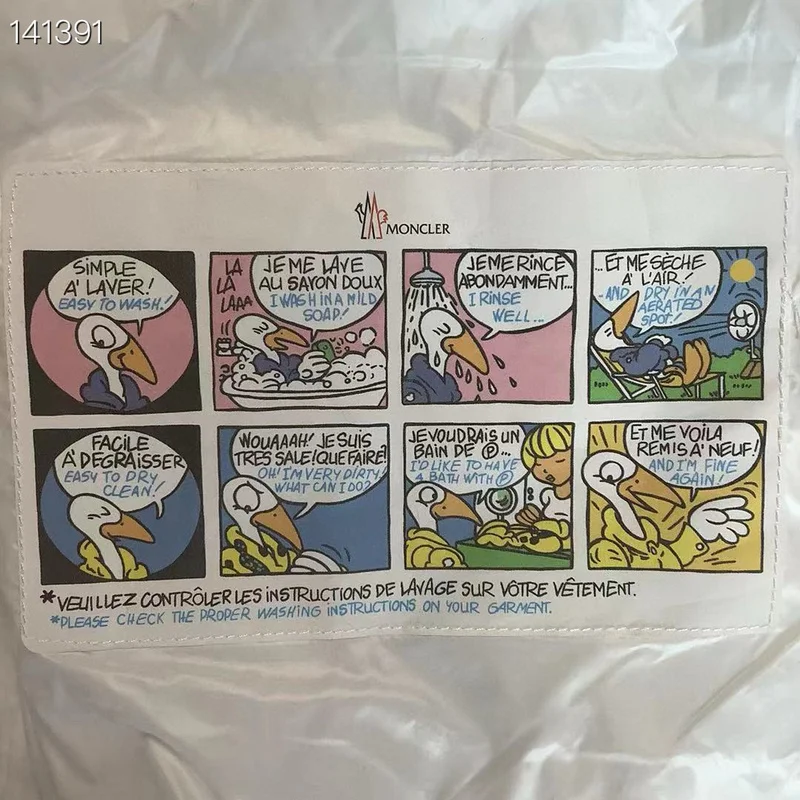 141391
MONCLER
SIMPLE
A' LAVER!
EASY TO WASH!
LA
LA
LAAA
JE ME LAVE
AU SAVON DOUX
I WASH IN A MILD
SOAP!
JE ME RINCE
ABONDAMMENT...
I RINSE
WELL...
...ET ME SÈCHE
A' L'AIR!
-AND DRY IN AN
AERATED
SPOT!
FACILE
A' DEGRAISSER
EASY TO DRY
CLEAN!
WOUAAAH! JE SUIS
TRES SALE! QUE FAIRE?
OH! I'M VERY DIRTY!
WHAT CAN I DO?
JE VOUDRAIS UN
BAIN DE Ⓟ...
I'D LIKE TO HAVE
A BATH WITH Ⓟ
ET ME VOILA
REMIS A' NEUF!
AND I'M FINE
AGAIN!
*VEUILLEZ CONTRÔLER LES INSTRUCTIONS DE LAVAGE SUR VÔTRE VÊTEMENT.
*PLEASE CHECK THE PROPER WASHING INSTRUCTIONS ON YOUR GARMENT.